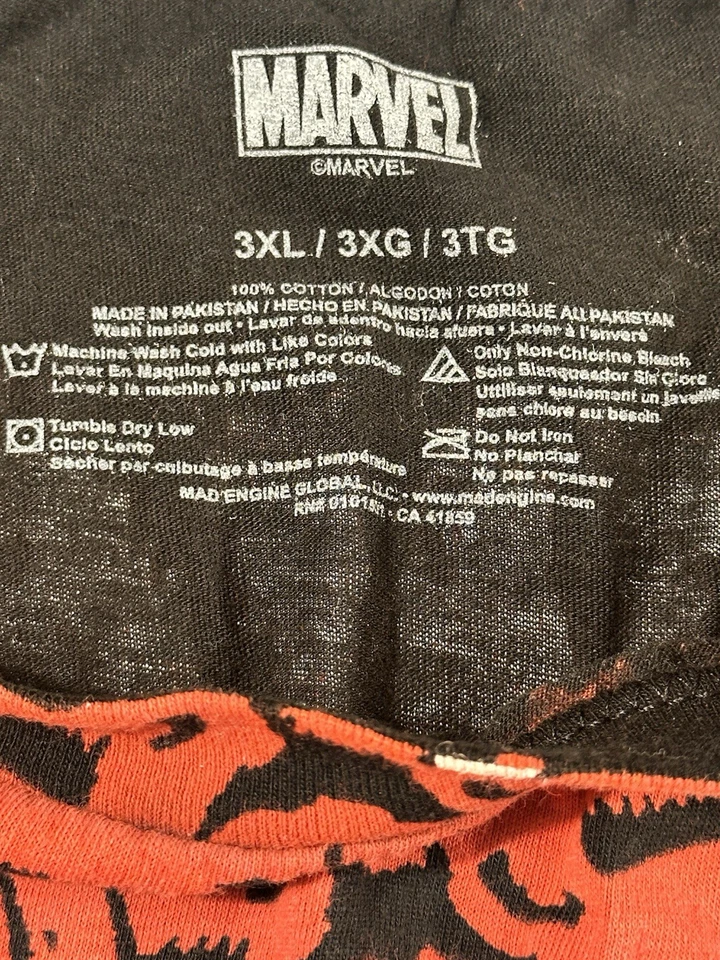 MARVEL
©MARVEL
3XL / 3XG / 3TG
100% COTTON / ALGODON / COTON
MADE IN PAKISTAN / HECHO EN PAKISTAN / FABRIQUE AU PAKISTAN
Wash inside out • Lavar de adentro hacia afuera • Lavar à l'envers
Machine Wash Cold with Like Colors
Lavar En Maquina Agua Fria Por Colores
Laver à la machine à l'eau froide
Only Non-Chlorine Bleach
Solo Blanqueador Sin Cloro
Utiliser seulement un
sans chlore au besoin
Tumble Dry Low
Ciclo Lento
Sécher par culbutage à basse température
Do Not Iron
No Planchar
Ne pas repasser
MAD ENGINE GLOBAL, LLC. • www.madengine.com
RN# • CA 41859